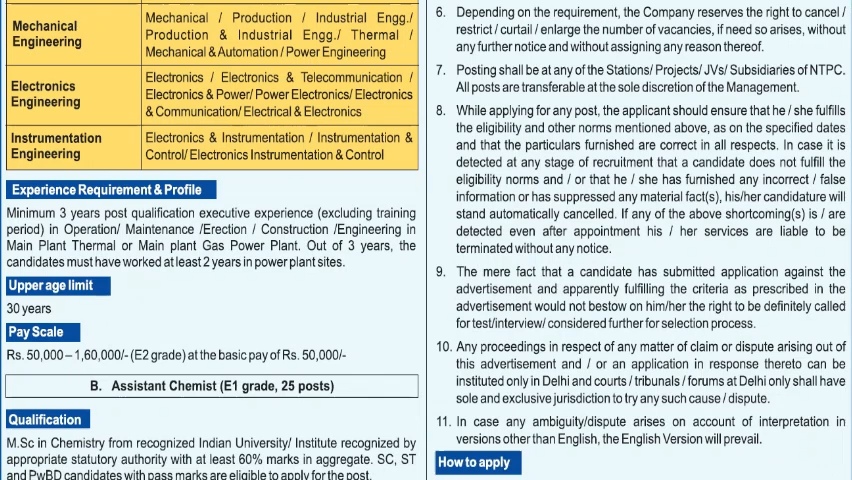 Mechanical
Engineering
Mechanical / Production / Industrial Engg./
Production & Industrial Engg./ Thermal /
Mechanical & Automation / Power Engineering
Electronics
Engineering
Electronics / Electronics & Telecommunication /
Electronics & Power/ Power Electronics/ Electronics
& Communication/ Electrical & Electronics
Instrumentation
Engineering
Electronics & Instrumentation / Instrumentation &
Control/ Electronics Instrumentation & Control
Experience Requirement & Profile
Minimum 3 years post qualification executive experience (excluding training
period) in Operation/ Maintenance /Erection / Construction /Engineering in
Main Plant Thermal or Main plant Gas Power Plant. Out of 3 years, the
candidates must have worked at least 2 years in power plant sites.
Upper age limit
30 years
Pay Scale
Rs. 50,000 – 1,60,000/- (E2 grade) at the basic pay of Rs. 50,000/-
B. Assistant Chemist (E1 grade, 25 posts)
Qualification
M.Sc in Chemistry from recognized Indian University/ Institute recognized by
appropriate statutory authority with at least 60% marks in aggregate. SC, ST
and PwBD candidates with pass marks are eligible to apply for the post.
6. Depending on the requirement, the Company reserves the right to cancel /
restrict / curtail / enlarge the number of vacancies, if need so arises, without
any further notice and without assigning any reason thereof.
7. Posting shall be at any of the Stations/ Projects/ JVs/ Subsidiaries of NTPC.
All posts are transferable at the sole discretion of the Management.
8. While applying for any post, the applicant should ensure that he / she fulfills
the eligibility and other norms mentioned above, as on the specified dates
and that the particulars furnished are correct in all respects. In case it is
detected at any stage of recruitment that a candidate does not fulfill the
eligibility norms and / or that he / she has furnished any incorrect / false
information or has suppressed any material fact(s), his/her candidature will
stand automatically cancelled. If any of the above shortcoming(s) is / are
detected even after appointment his / her services are liable to be
terminated without any notice.
9. The mere fact that a candidate has submitted application against the
advertisement and apparently fulfilling the criteria as prescribed in the
advertisement would not bestow on him/her the right to be definitely called
for test/interview/ considered further for selection process.
10. Any proceedings in respect of any matter of claim or dispute arising out of
this advertisement and / or an application in response thereto can be
instituted only in Delhi and courts / tribunals / forums at Delhi only shall have
sole and exclusive jurisdiction to try any such cause / dispute.
11. In case any ambiguity/dispute arises on account of interpretation in
versions other than English, the English Version will prevail.
How to apply